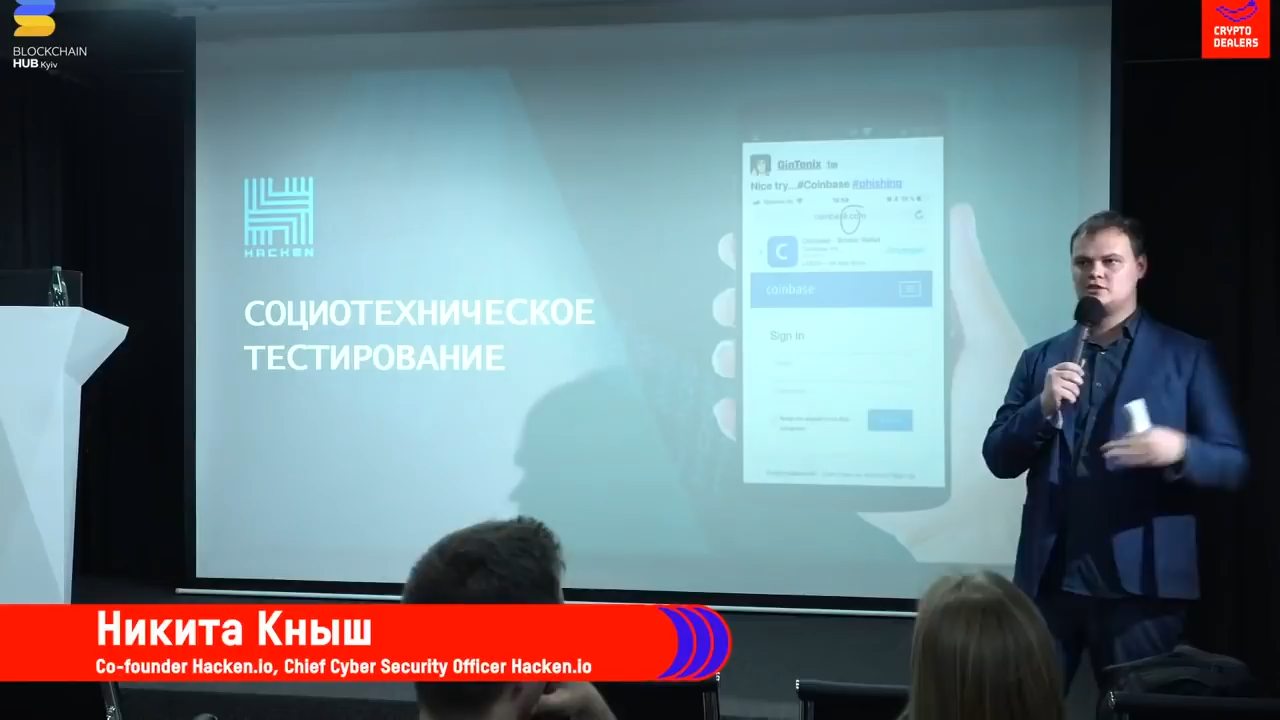 BLOCKCHAIN
HUB Kyiv
CRYPTO
DEALERS
HACKEN
СОЦИОТЕХНИЧЕСКОЕ
ТЕСТИРОВАНИЕ
GinTonix
Nice try...#Coinbase #phishing
coinbase
Sign in
Никита Кныш
Co-founder Hacken.io, Chief Cyber Security Officer Hacken.io